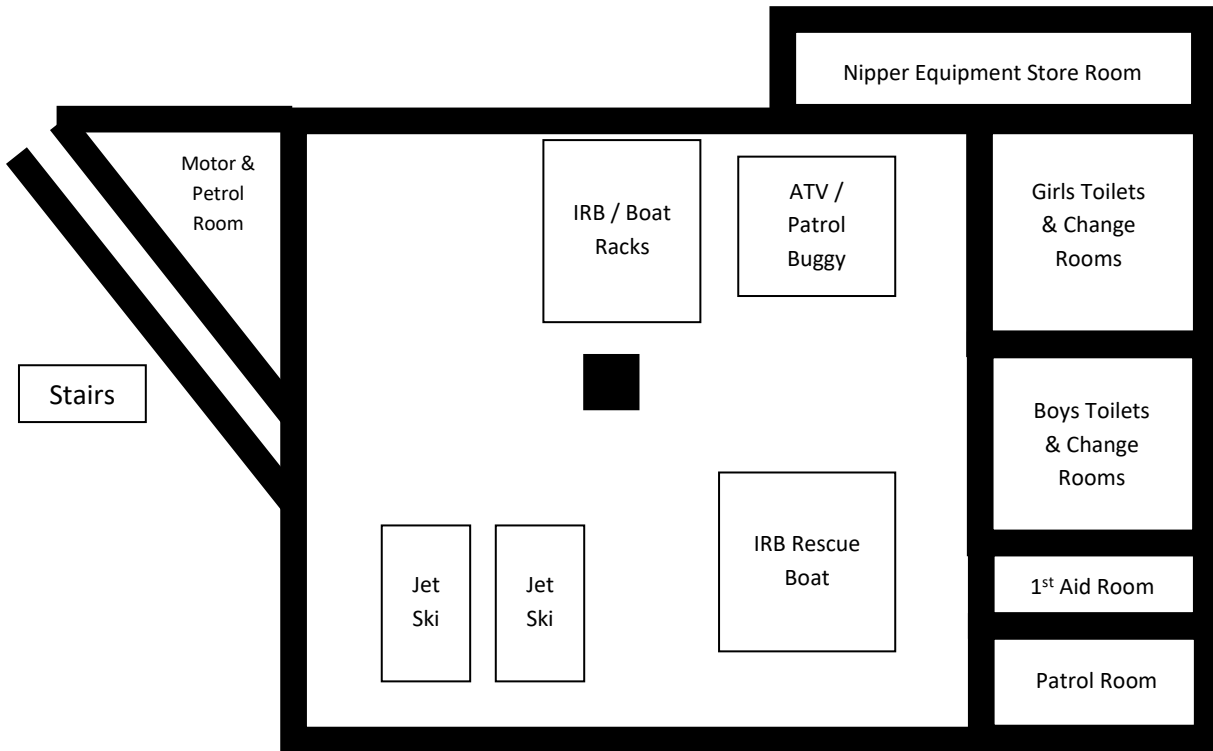 Nipper Equipment Store Room
Motor &
Petrol
Room
IRB / Boat
Racks
ATV /
Patrol
Buggy
Girls Toilets
& Change
Rooms
Stairs
Boys Toilets
& Change
Rooms
Jet
Ski
Jet
Ski
IRB Rescue
Boat
1st Aid Room
Patrol Room